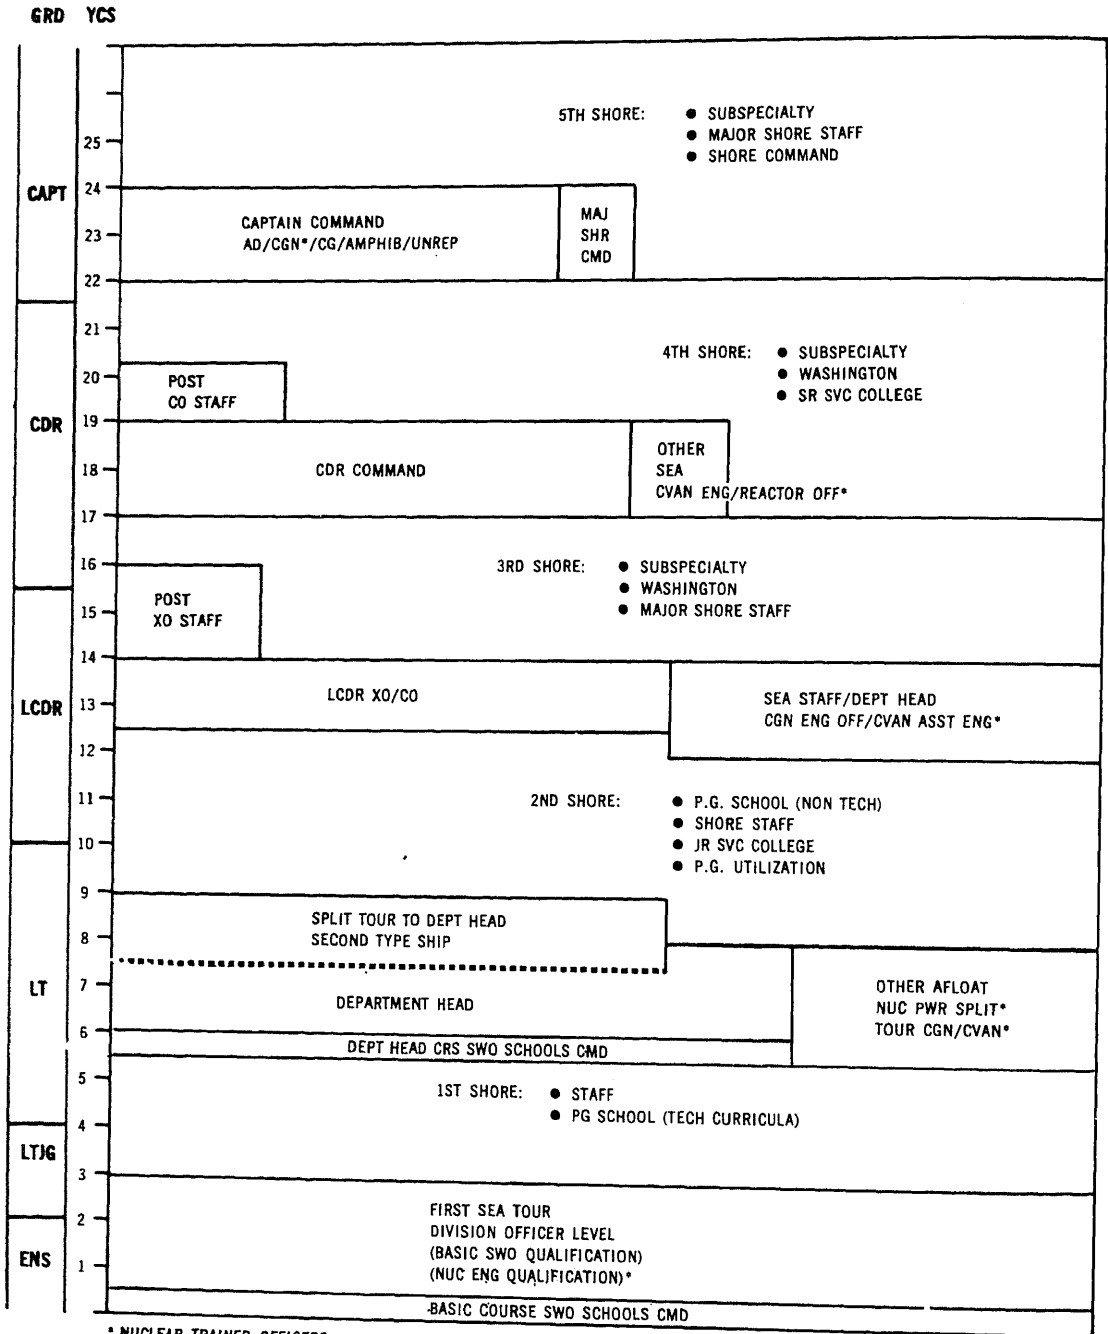 GRD YCS
5TH SHORE: ● SUBSPECIALTY
● MAJOR SHORE STAFF
● SHORE COMMAND
25
CAPT
24
CAPTAIN COMMAND
AD/CGN*/CG/AMPHIB/UNREP
MAJ
SHR
CMD
23
22
21
4TH SHORE: ● SUBSPECIALTY
● WASHINGTON
● SR SVC COLLEGE
20
POST
CO STAFF
19
CDR
CDR COMMAND
18
OTHER
SEA
CVAN ENG/REACTOR OFF*
17
16
3RD SHORE: ● SUBSPECIALTY
● WASHINGTON
● MAJOR SHORE STAFF
POST
XO STAFF
15
14
LCDR
13
LCDR XO/CO
SEA STAFF/DEPT HEAD
CGN ENG OFF/CVAN ASST ENG*
12
11
2ND SHORE: ● P.G. SCHOOL (NON TECH)
● SHORE STAFF
● JR SVC COLLEGE
● P.G. UTILIZATION
10
9
SPLIT TOUR TO DEPT HEAD
SECOND TYPE SHIP
8
LT
7
DEPARTMENT HEAD
OTHER AFLOAT
NUC PWR SPLIT*
TOUR CGN/CVAN*
6
DEPT HEAD CRS SWO SCHOOLS CMD
5
1ST SHORE: ● STAFF
● PG SCHOOL (TECH CURRICULA)
4
LTJG
3
2
FIRST SEA TOUR
DIVISION OFFICER LEVEL
(BASIC SWO QUALIFICATION)
(NUC ENG QUALIFICATION)*
ENS
1
BASIC COURSE SWO SCHOOLS CMD
* NUCLEAR TRAINED OFFICERS